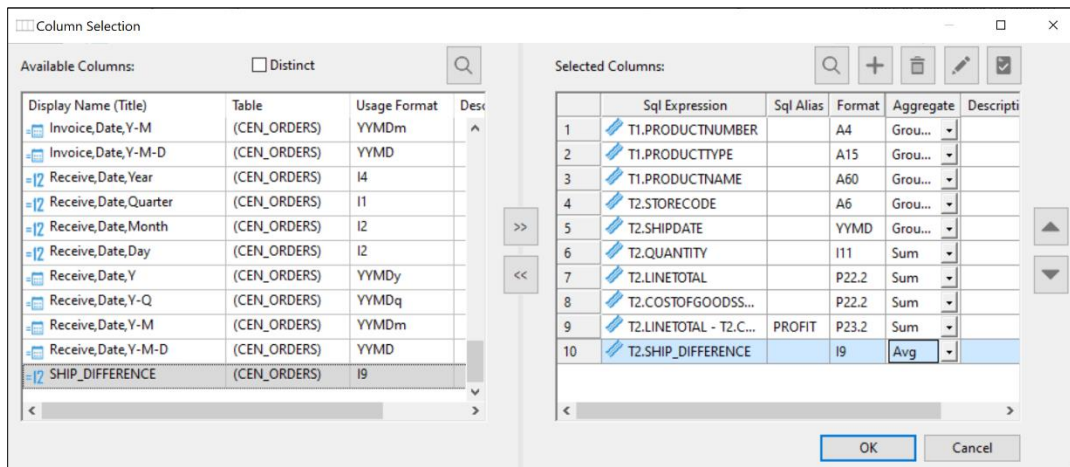 Column Selection
Available Columns: Distinct
Display Name (Title) Table Usage Format Desc
Invoice,Date,Y-M (CEN_ORDERS) YYMDm
Invoice,Date,Y-M-D (CEN_ORDERS) YYMD
Receive,Date,Year (CEN_ORDERS) I4
Receive,Date,Quarter (CEN_ORDERS) I1
Receive,Date,Month (CEN_ORDERS) I2
Receive,Date,Day (CEN_ORDERS) I2
Receive,Date,Y (CEN_ORDERS) YYMDy
Receive,Date,Y-Q (CEN_ORDERS) YYMDq
Receive,Date,Y-M (CEN_ORDERS) YYMDm
Receive,Date,Y-M-D (CEN_ORDERS) YYMD
SHIP_DIFFERENCE (CEN_ORDERS) I9
>>
<<
Selected Columns:
Sql Expression Sql Alias Format Aggregate Descripti
1 T1.PRODUCTNUMBER A4 Grou...
2 T1.PRODUCTTYPE A15 Grou...
3 T1.PRODUCTNAME A60 Grou...
4 T2.STORECODE A6 Grou...
5 T2.SHIPDATE YYMD Grou...
6 T2.QUANTITY I11 Sum
7 T2.LINETOTAL P22.2 Sum
8 T2.COSTOFGOODSS... P22.2 Sum
9 T2.LINETOTAL - T2.C... PROFIT P23.2 Sum
10 T2.SHIP_DIFFERENCE I9 Avg
OK Cancel